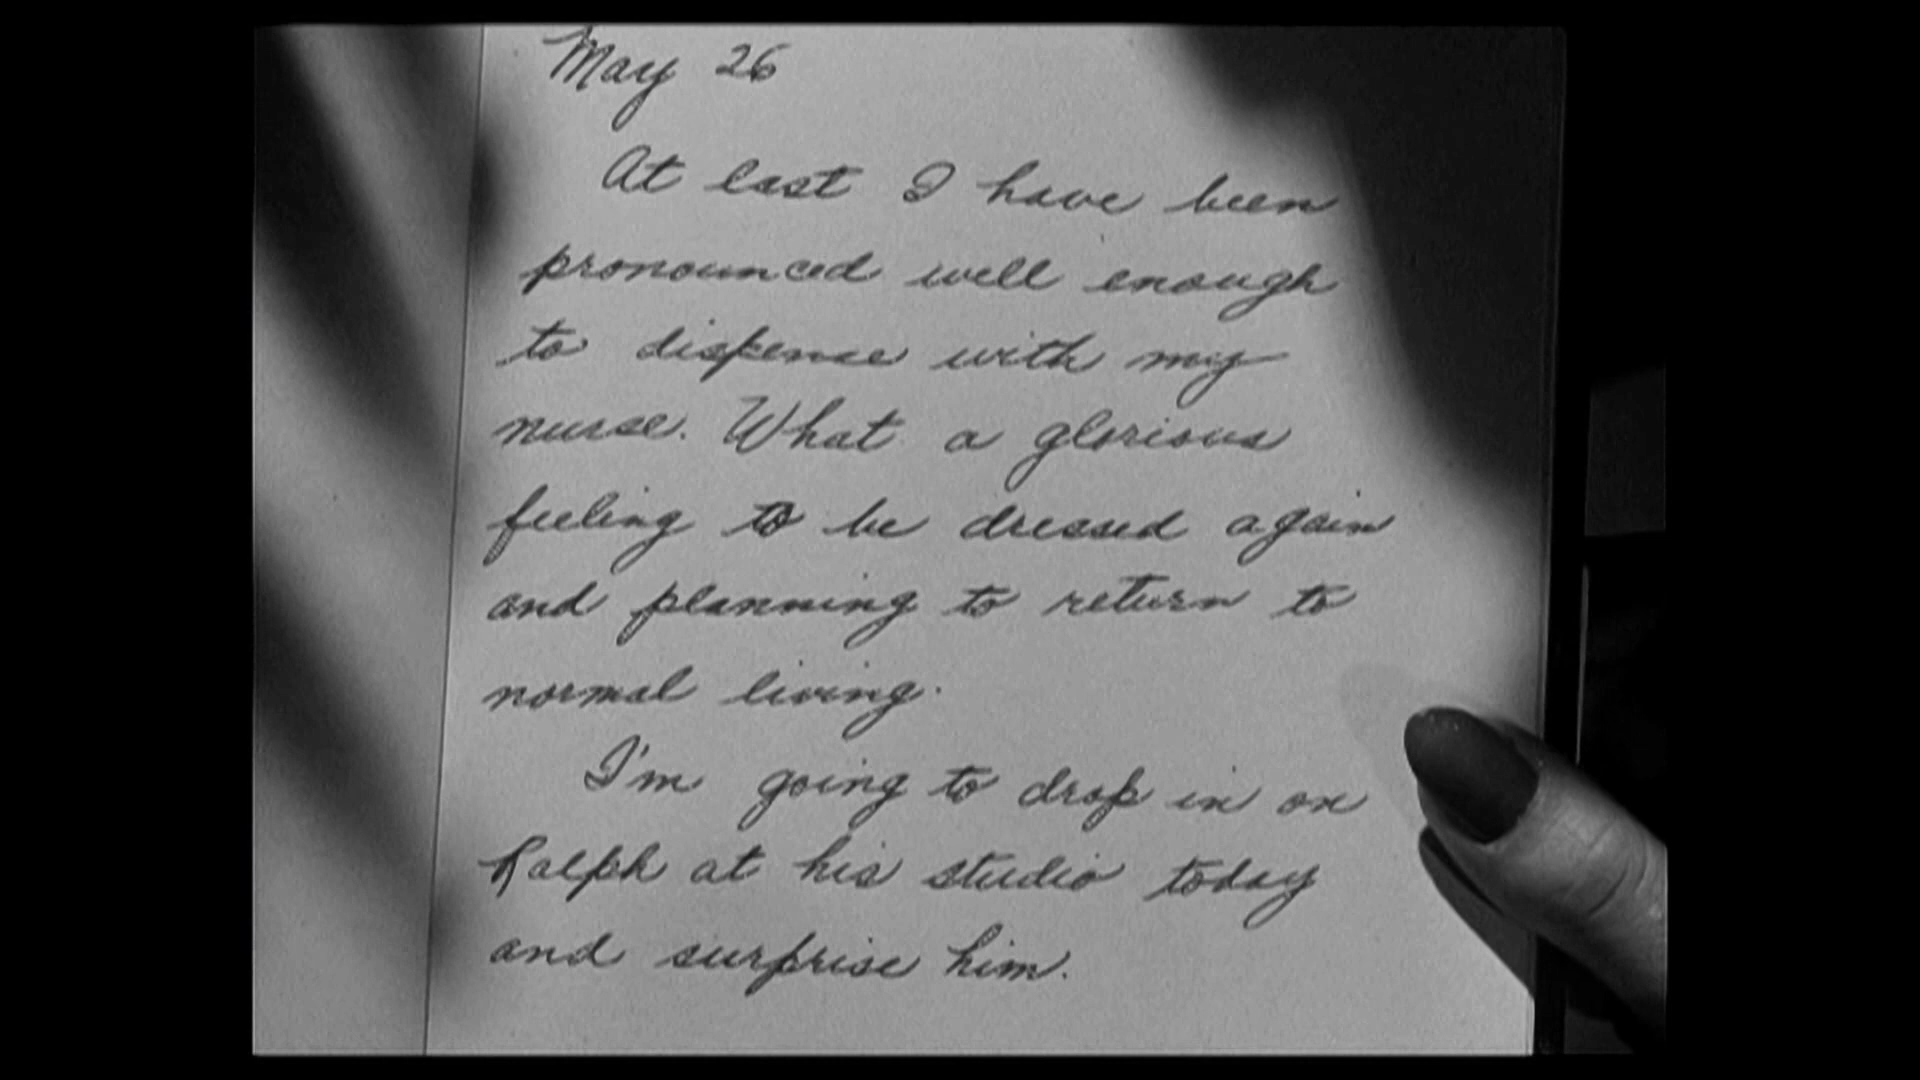 May 26
At last I have been
pronounced well enough
to dispense with my
nurse. What a glorious
feeling to be dressed again
and planning to return to
normal living.
I'm going to drop in on
Ralph at his studio today
and surprise him.